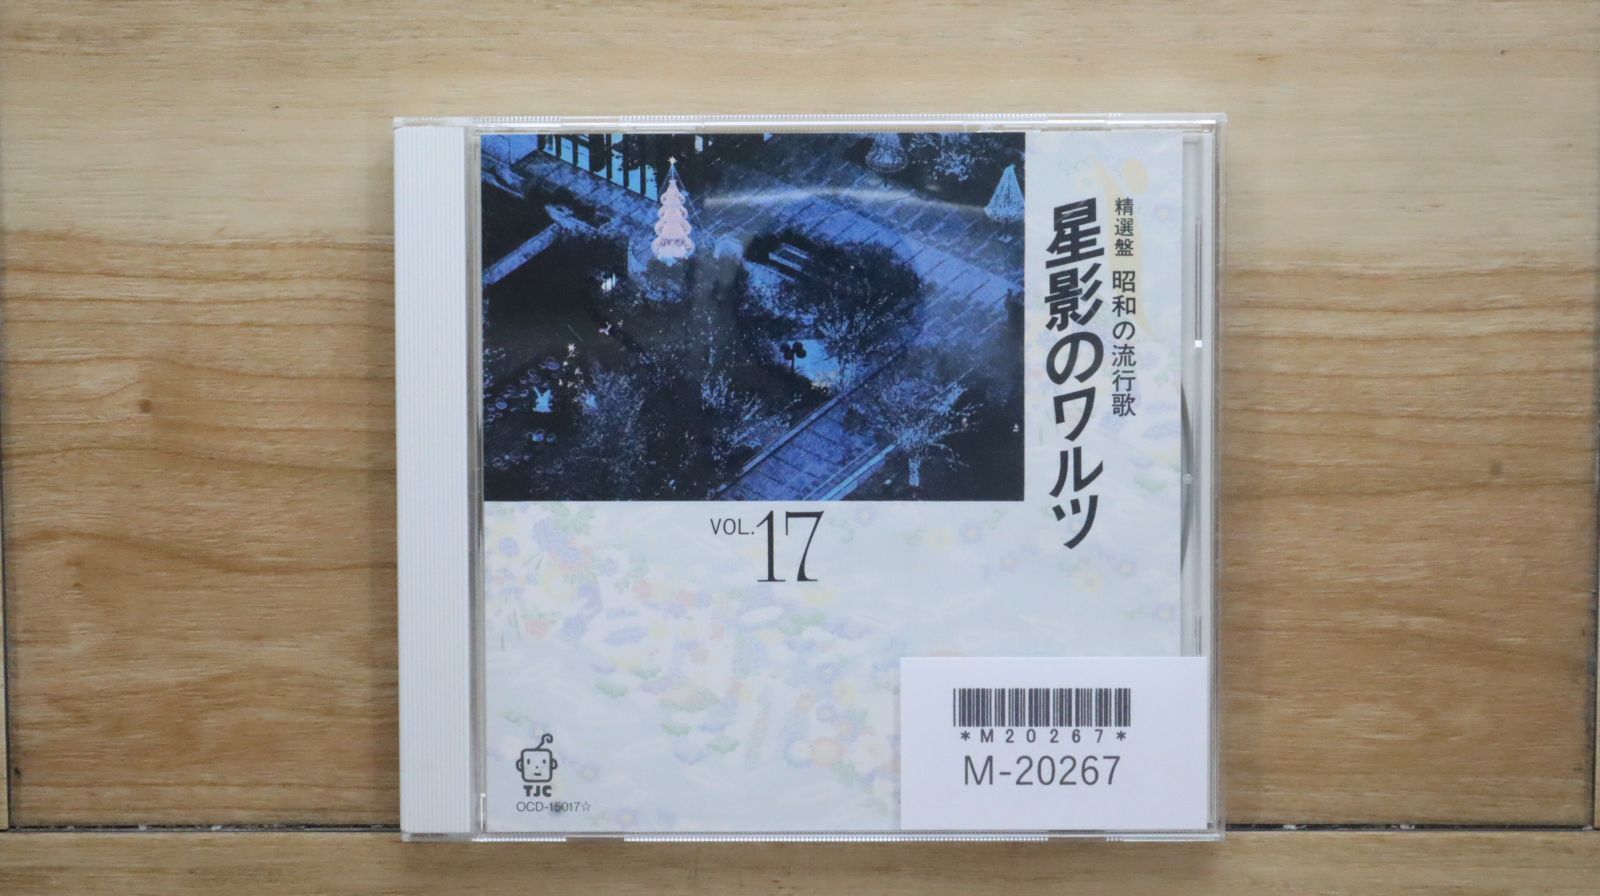 精選盤 昭和の流行歌
星影のワルツ
VOL.17
TJC
OCD-15017☆
*M20267*
M-20267